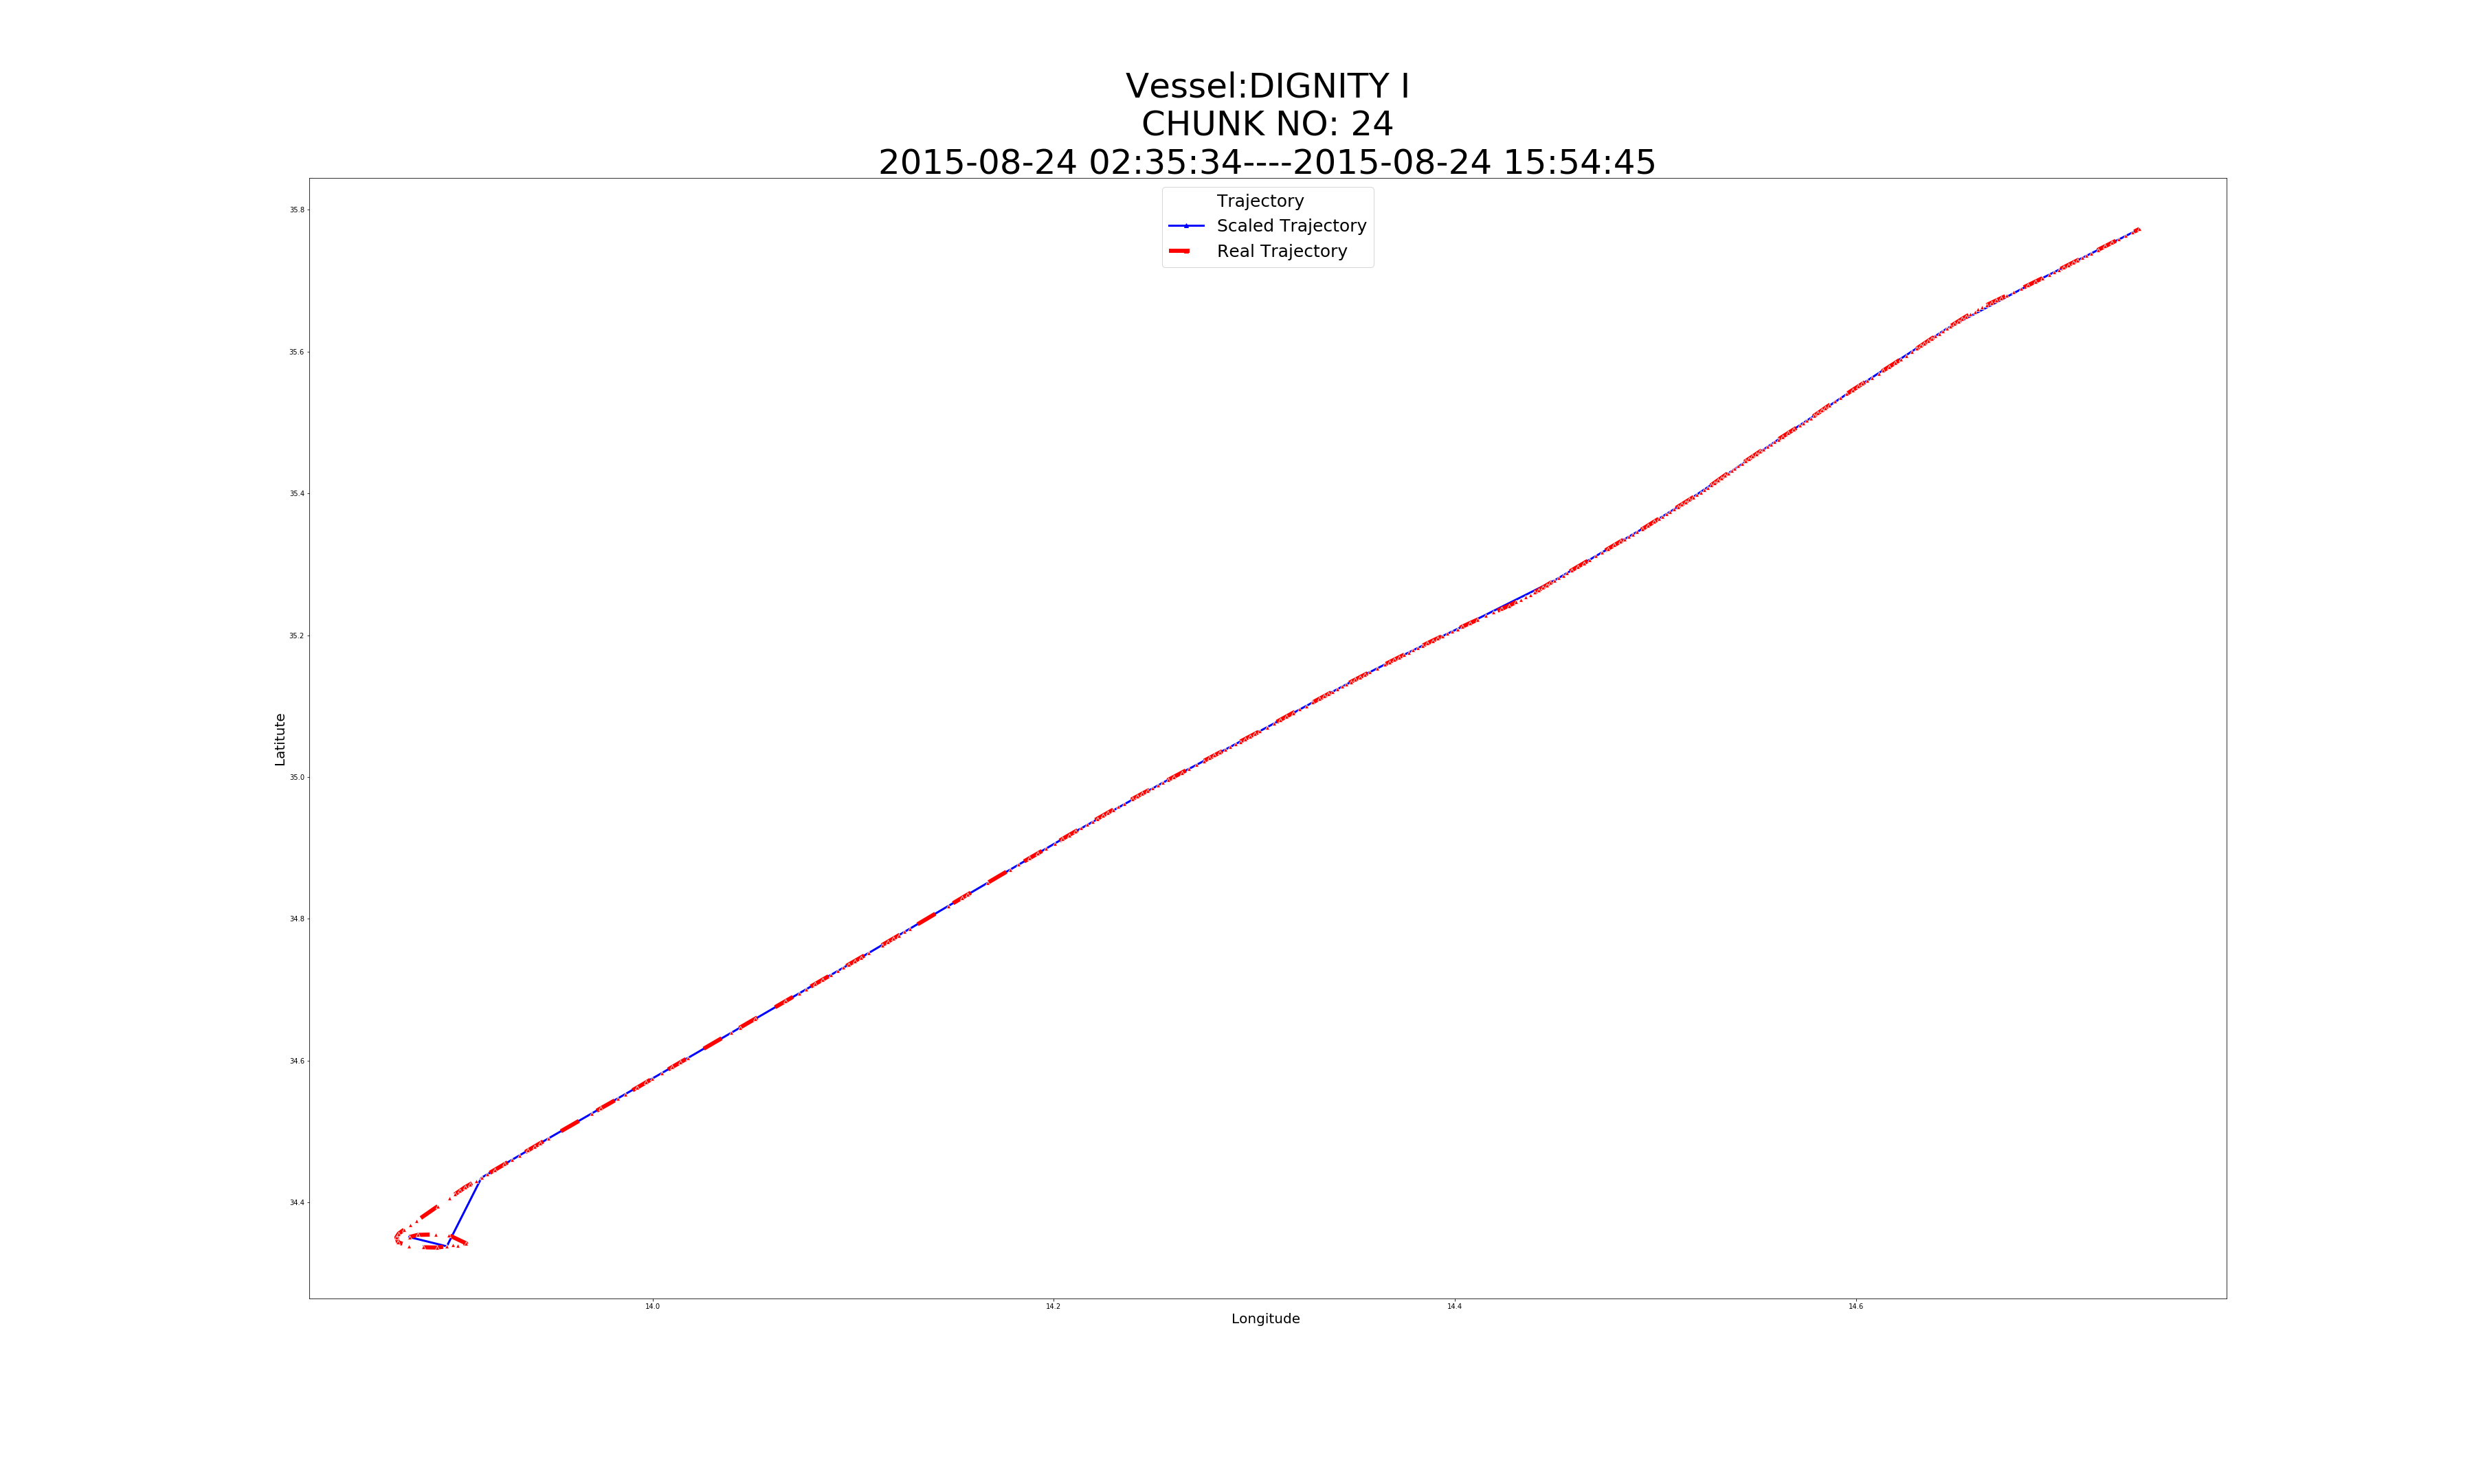 Vessel:DIGNITY I
CHUNK NO: 24
2015-08-24 02:35:34----2015-08-24 15:54:45
Trajectory
Scaled Trajectory
Real Trajectory
35.8
35.6
35.4
35.2
35.0
34.8
34.6
34.4
Latitute
14.0 14.2 14.4 14.6
Longitude